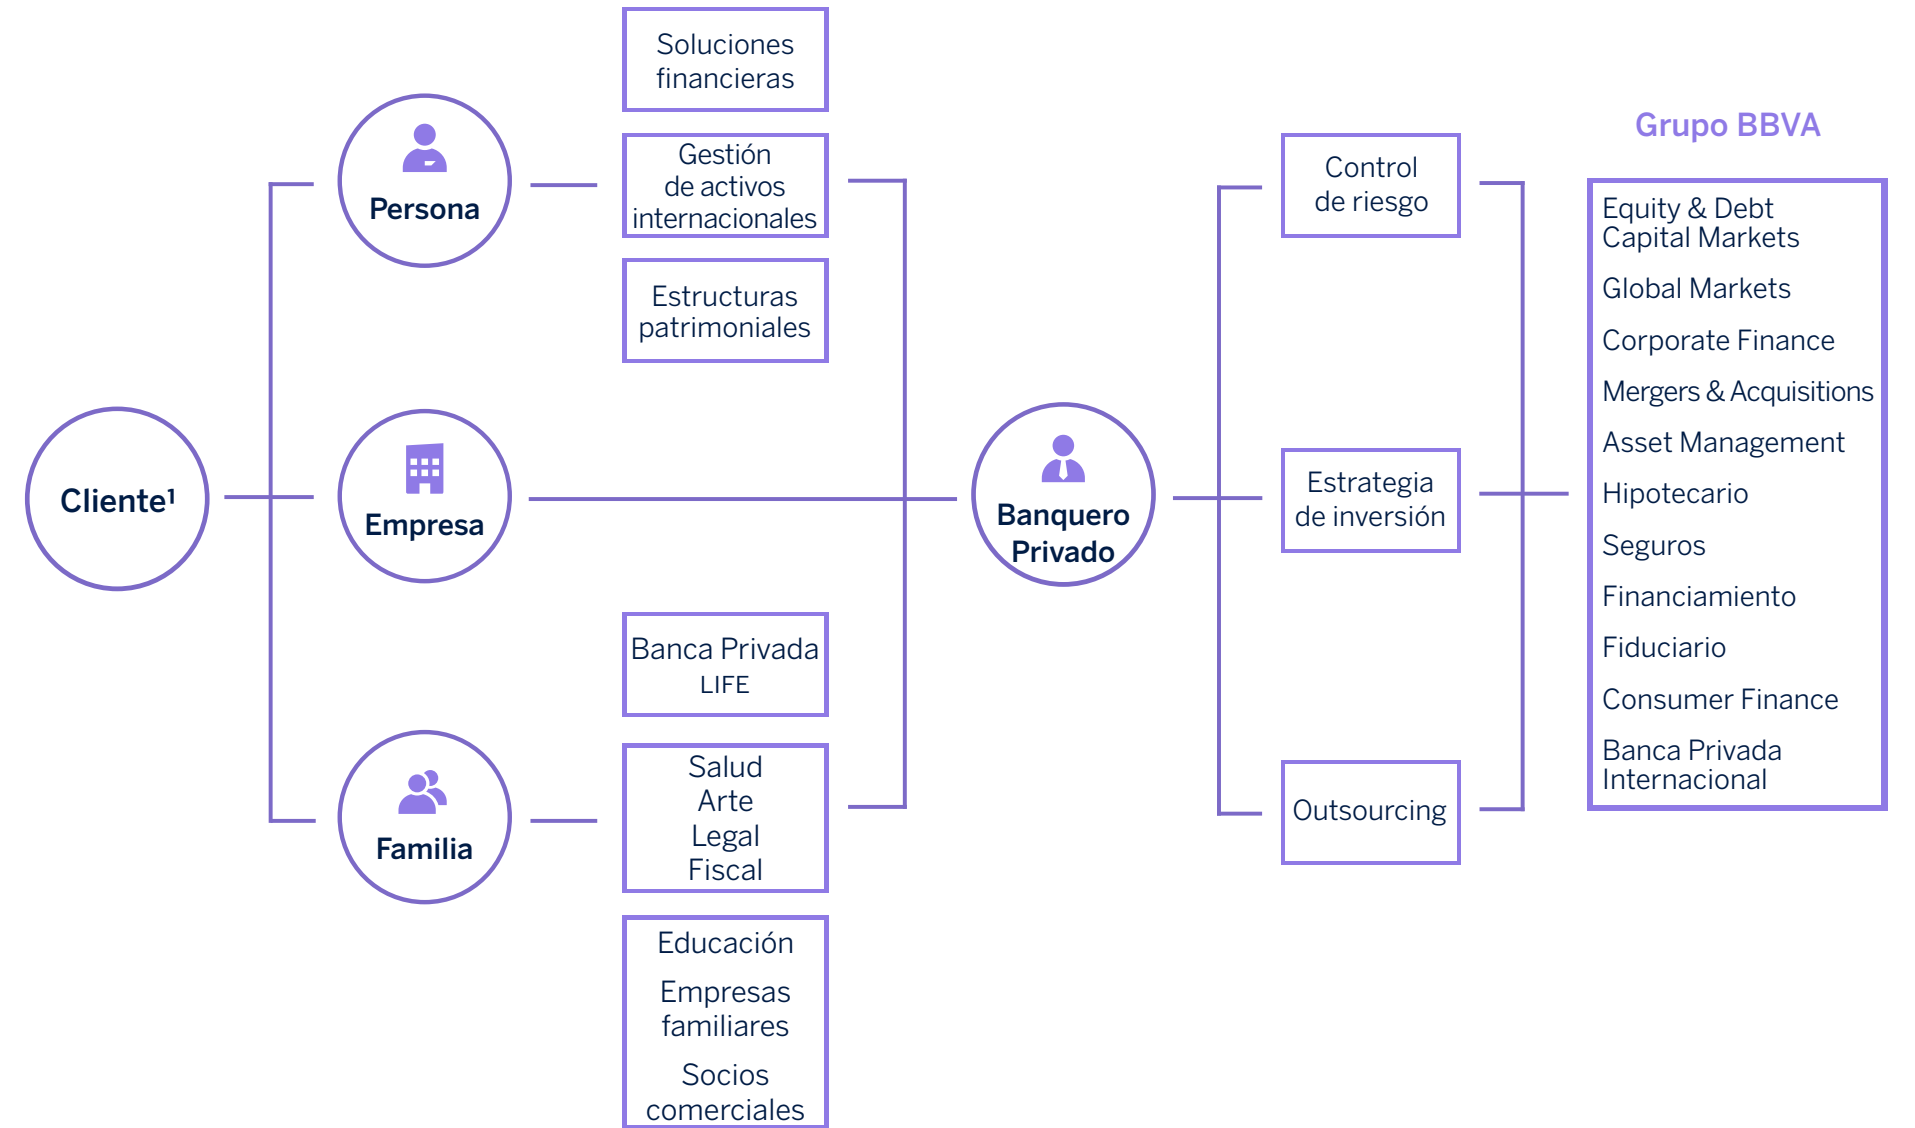 Cliente¹
Persona
Empresa
Familia
Soluciones
financieras
Gestión
de activos
internacionales
Estructuras
patrimoniales
Banca Privada
LIFE
Salud
Arte
Legal
Fiscal
Educación
Empresas
familiares
Socios
comerciales
Banquero
Privado
Control
de riesgo
Estrategia
de inversión
Outsourcing
Grupo BBVA
Equity & Debt
Capital Markets
Global Markets
Corporate Finance
Mergers & Acquisitions
Asset Management
Hipotecario
Seguros
Financiamiento
Fiduciario
Consumer Finance
Banca Privada
Internacional